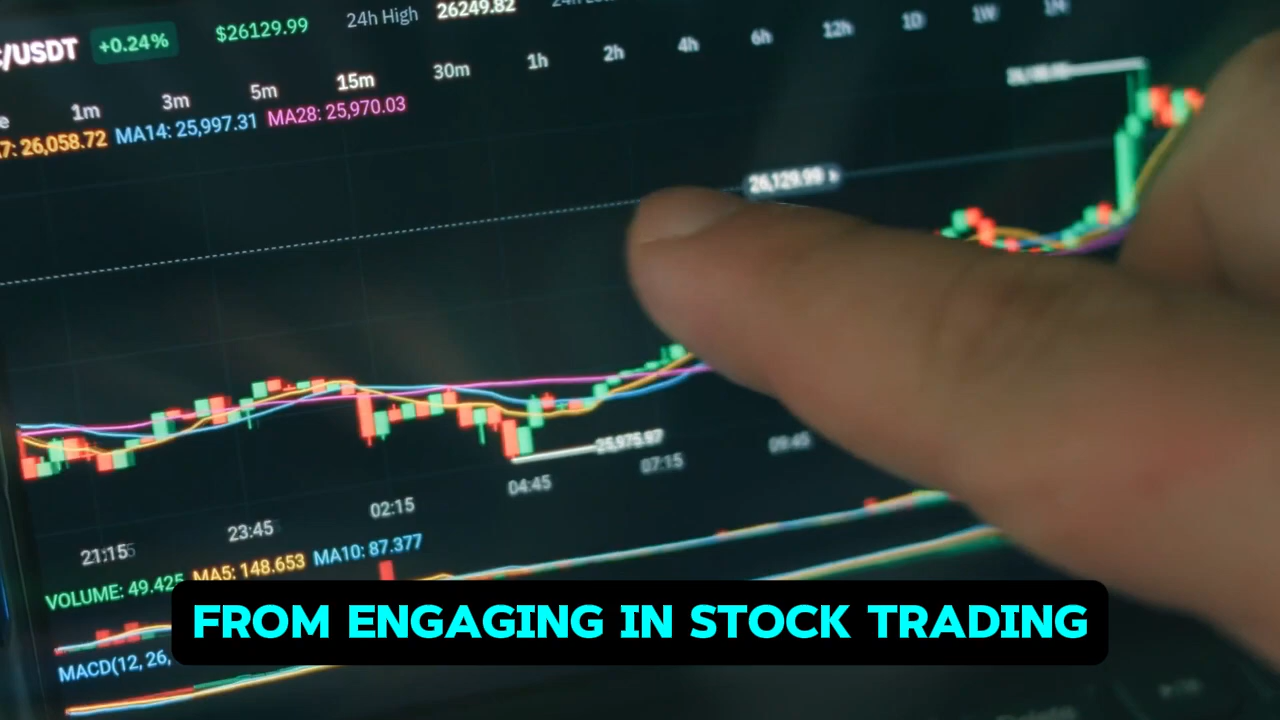 /USDT +0.24% $26129.99 24h High 26249.82
1m 3m 5m 15m 30m 1h 2h 4h 6h 12h 1D 1W
7: 26,058.72 MA14: 25,997.31 MA28: 25,970.03
26,129.99
25,975.97
21:15 23:45 02:15 04:45 07:15 09:45
VOLUME: 49.425 MA5: 148.653 MA10: 87.377
FROM ENGAGING IN STOCK TRADING
MACD(12, 26,